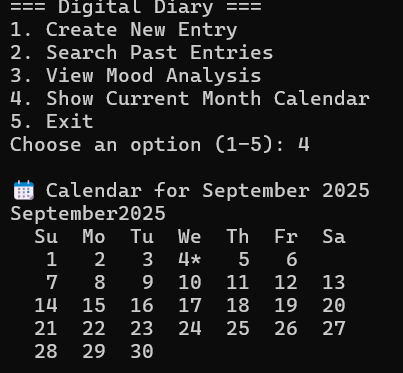 === Digital Diary ===
1. Create New Entry
2. Search Past Entries
3. View Mood Analysis
4. Show Current Month Calendar
5. Exit
Choose an option (1-5): 4
Calendar for September 2025
September2025
Su Mo Tu We Th Fr Sa
1 2 3 4* 5 6
7 8 9 10 11 12 13
14 15 16 17 18 19 20
21 22 23 24 25 26 27
28 29 30